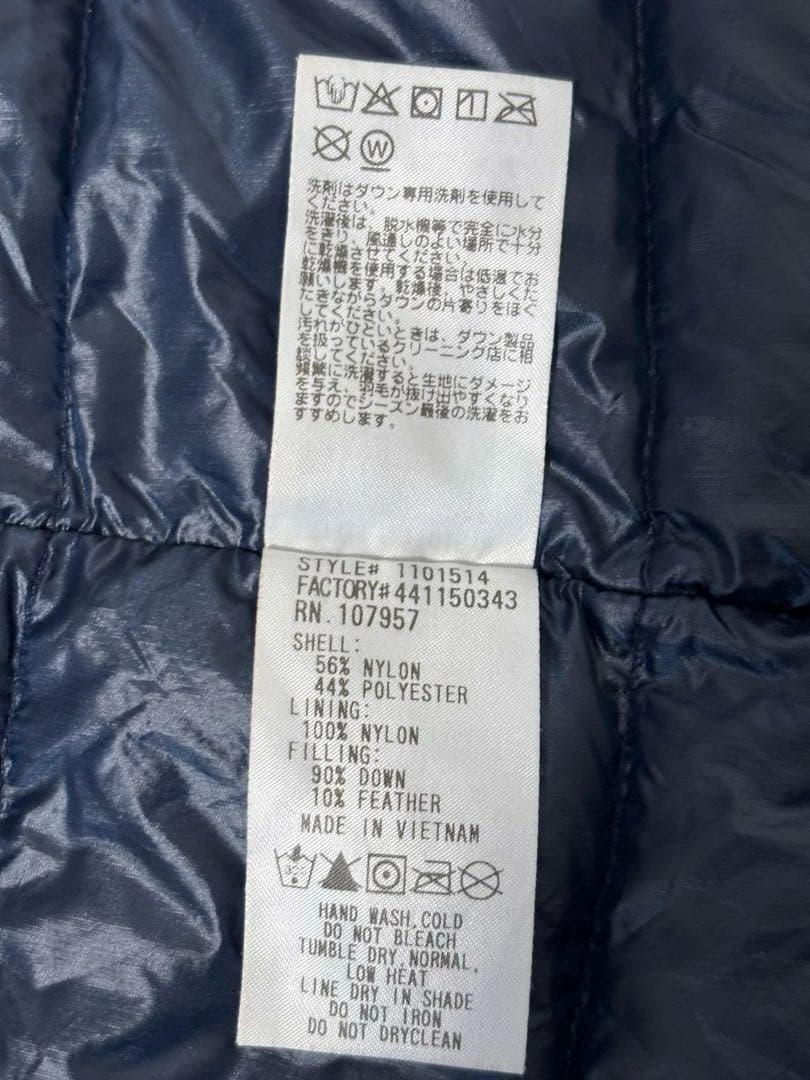 W
洗剤はダウン専用洗剤を使用して
ください。
洗濯後は、脱水機等で完全に水分
をきり、風通しのよい場所で十分
に乾燥させてください。
乾燥機を使用する場合は低温でお
願いします。乾燥後、やさしくた
たきながらダウンの片寄りをほぐ
してください。
汚れがひどいときは、ダウン製品
を扱っているクリーニング店に相
談してください。
頻繁に洗濯すると生地にダメージ
を与え、羽毛が抜け出やすくなり
ますのでシーズン最後の洗濯をお
すすめします。
STYLE# 1101514
FACTORY#441150343
RN.107957
SHELL:
56% NYLON
44% POLYESTER
LINING:
100% NYLON
FILLING:
90% DOWN
10% FEATHER
MADE IN VIETNAM
HAND WASH,COLD
DO NOT BLEACH
TUMBLE DRY,NORMAL,
LOW HEAT
LINE DRY IN SHADE
DO NOT IRON
DO NOT DRYCLEAN